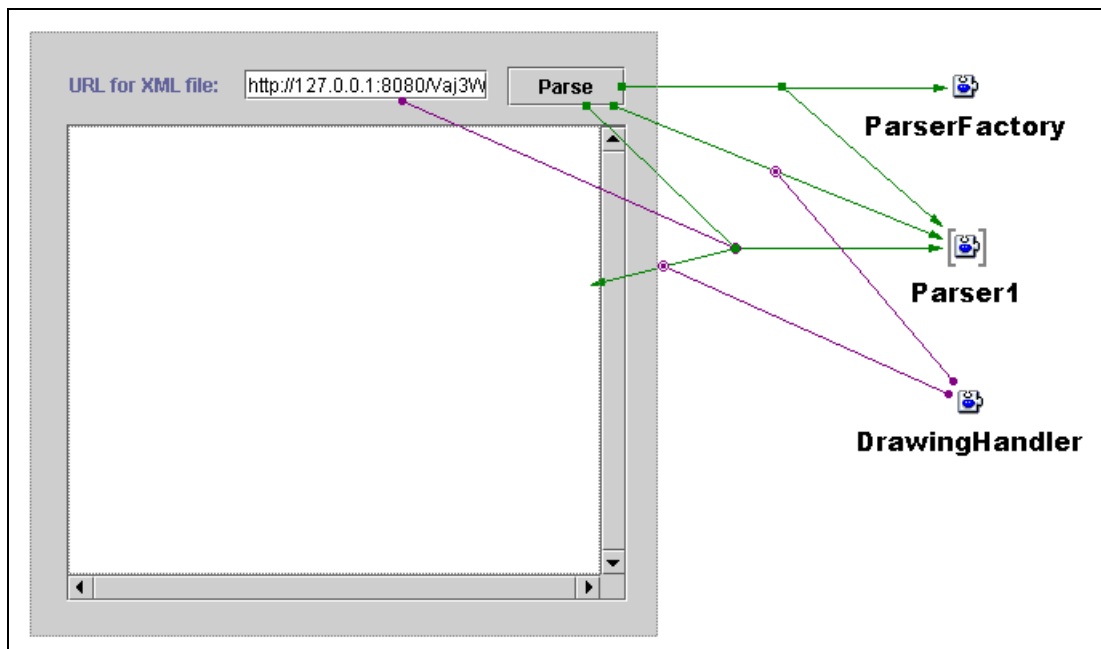 URL for XML file:
http://127.0.0.1:8080/Vaj3W
Parse
ParserFactory
Parser1
DrawingHandler